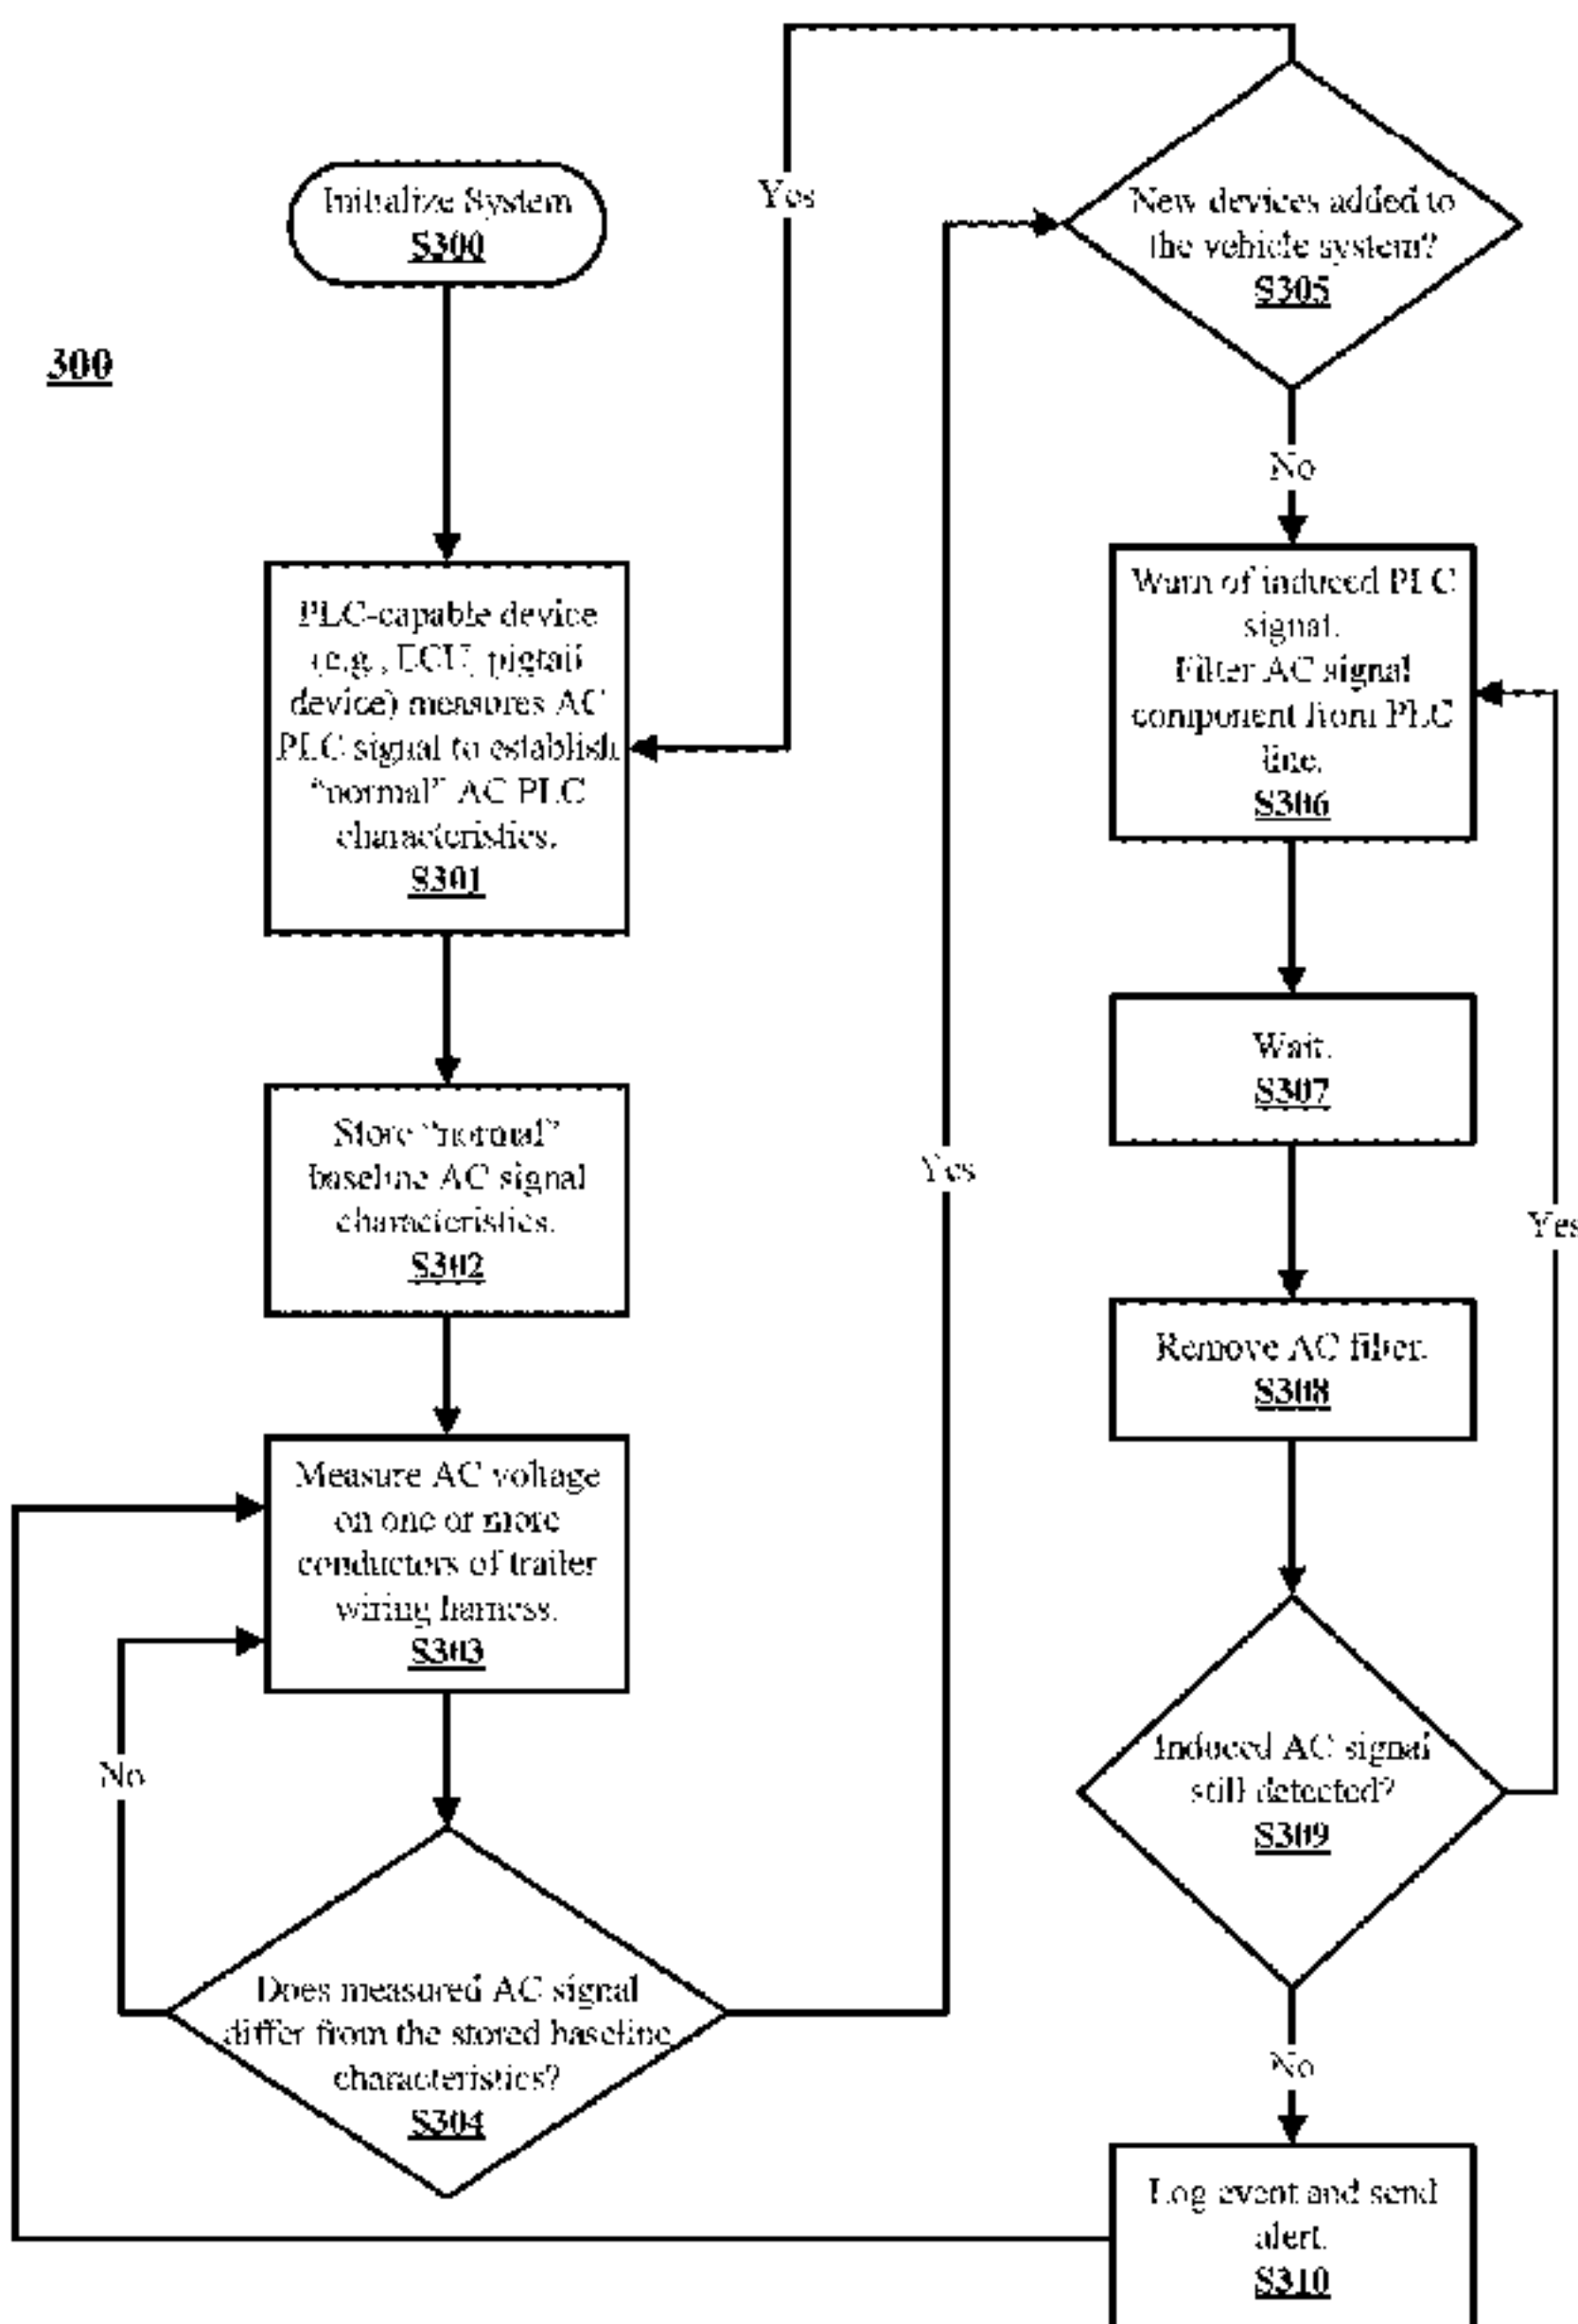 300
Initialize System
S300
PLC-capable device
(e.g., ECU, pigtail
device) measures AC
PLC signal to establish
“normal” AC PLC
characteristics.
S301
Store “normal”
baseline AC signal
characteristics.
S302
Measure AC voltage
on one or more
conductors of trailer
wiring harness.
S303
No
Does measured AC signal
differ from the stored baseline
characteristics?
S304
Yes
Yes
New devices added to
the vehicle system?
S305
No
Warn of induced PLC
signal.
Filter AC signal
component from PLC
line.
S306
Wait.
S307
Remove AC filter.
S308
Induced AC signal
still detected?
S309
Yes
No
Log event and send
alert.
S310